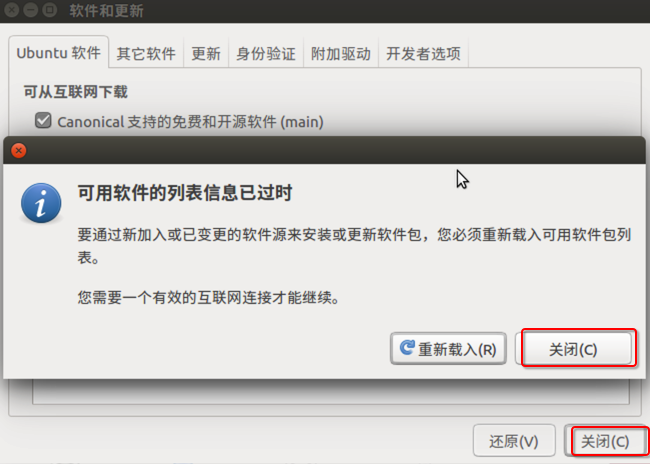 软件和更新
Ubuntu 软件 其它软件 更新 身份验证 附加驱动 开发者选项
可从互联网下载
Canonical 支持的免费和开源软件 (main)
可用软件的列表信息已过时
要通过新加入或已变更的软件源来安装或更新软件包，您必须重新载入可用软件包列
表。
您需要一个有效的互联网连接才能继续。
重新载入(R) 关闭(C)
还原(V) 关闭(C)